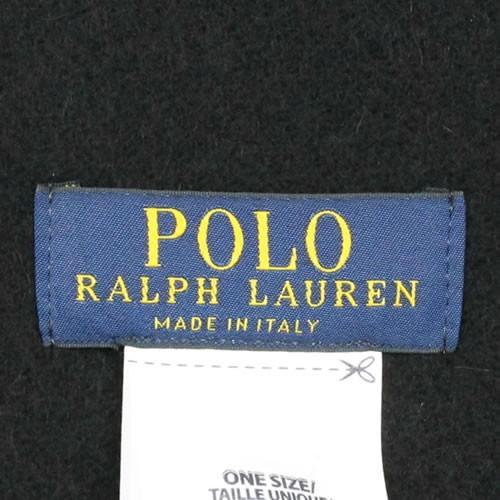 POLO
RALPH LAUREN
MADE IN ITALY
ONE SIZE/
TAILLE UNIQUE/